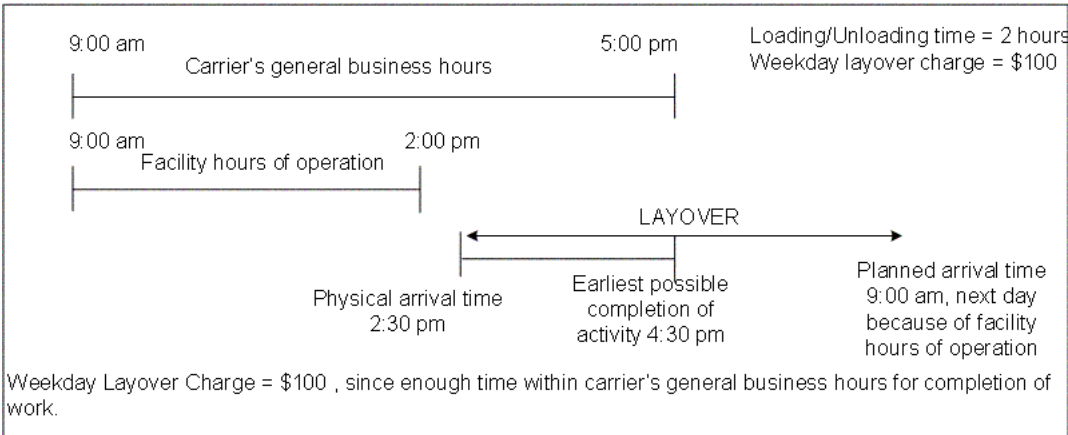 9:00 am
5:00 pm
Loading/Unloading time = 2 hours
Weekday layover charge = $100
Carrier's general business hours
9:00 am
2:00 pm
Facility hours of operation
LAYOVER
Physical arrival time
2:30 pm
Earliest possible
completion of
activity 4:30 pm
Planned arrival time
9:00 am, next day
because of facility
hours of operation
Weekday Layover Charge = $100 , since enough time within carrier's general business hours for completion of
work.